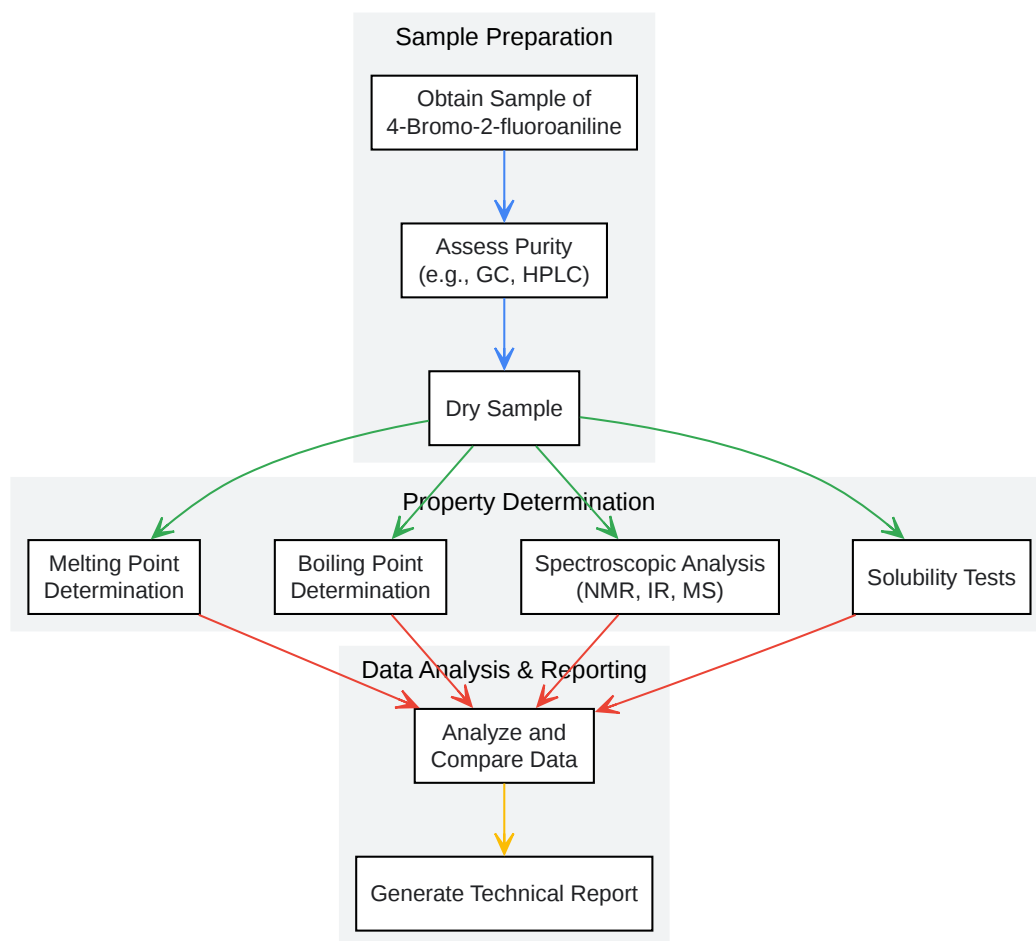 Sample Preparation
Obtain Sample of
4-Bromo-2-fluoroaniline
Assess Purity
(e.g., GC, HPLC)
Dry Sample
Property Determination
Melting Point
Determination
Boiling Point
Determination
Spectroscopic Analysis
(NMR, IR, MS)
Solubility Tests
Data Analysis & Reporting
Analyze and
Compare Data
Generate Technical Report